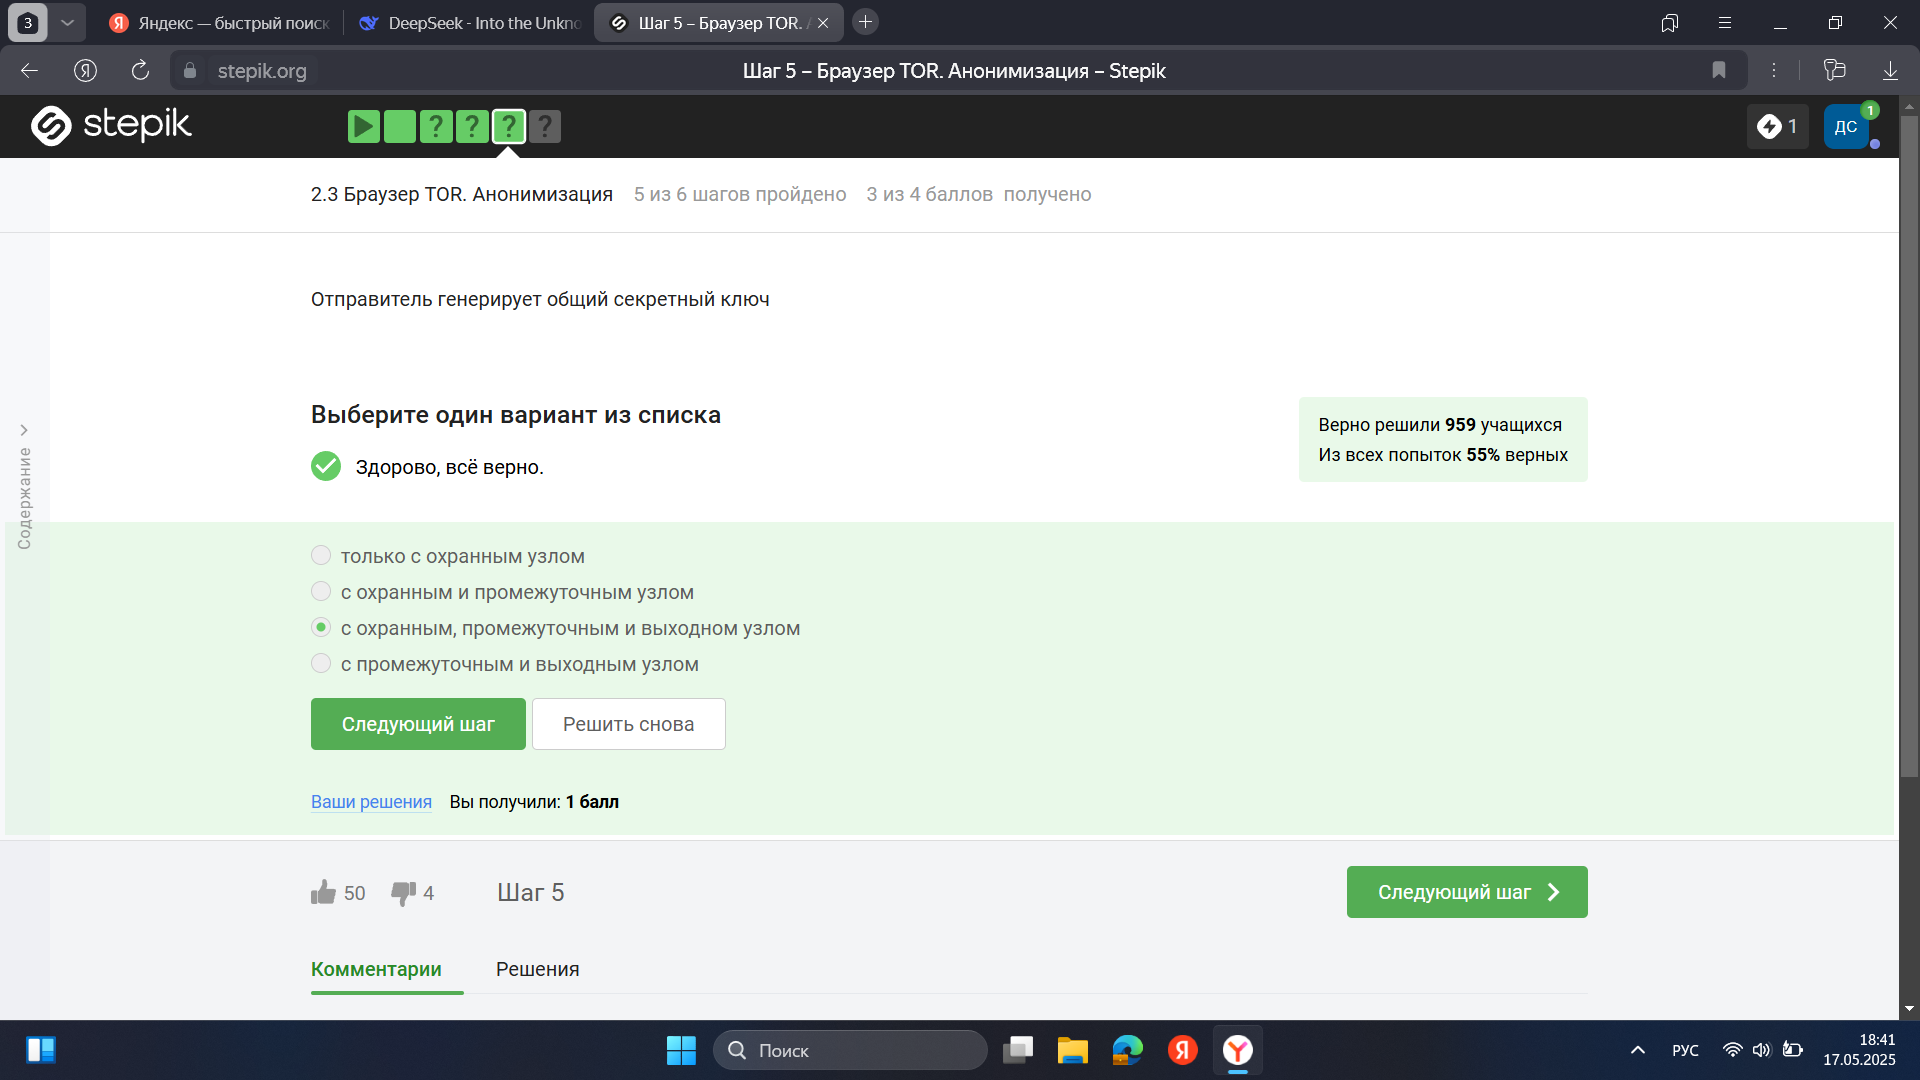 3
Яндекс — быстрый поиск
DeepSeek - Into the Unkno
Шаг 5 – Браузер TOR.
stepik.org
Шаг 5 – Браузер TOR. Анонимизация – Stepik
stepik
? ? ? ?
1
ДС
1
2.3 Браузер TOR. Анонимизация 5 из 6 шагов пройдено 3 из 4 баллов получено
Содержание
Отправитель генерирует общий секретный ключ
Выберите один вариант из списка
Здорово, всё верно.
Верно решили 959 учащихся
Из всех попыток 55% верных
только с охранным узлом
с охранным и промежуточным узлом
с охранным, промежуточным и выходном узлом
с промежуточным и выходным узлом
Следующий шаг
Решить снова
Ваши решения Вы получили: 1 балл
50
4
Шаг 5
Следующий шаг
Комментарии
Решения
Поиск
РУС
18:41
17.05.2025